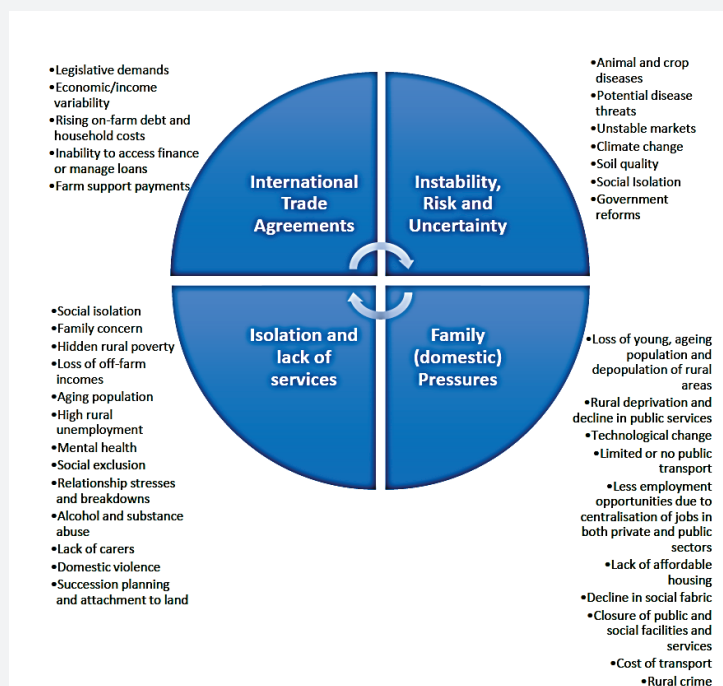 •Legislative demands
•Economic/income
variability
•Rising on-farm debt and
household costs
•Inability to access finance
or manage loans
•Farm support payments
International
Trade
Agreements
Instability,
Risk and
Uncertainty
•Animal and crop
diseases
•Potential disease
threats
•Unstable markets
•Climate change
•Soil quality
•Social Isolation
•Government
reforms
•Social isolation
•Family concern
•Hidden rural poverty
•Loss of off-farm
incomes
•Aging population
•High rural
unemployment
•Mental health
•Social exclusion
•Relationship stresses
and breakdowns
•Alcohol and substance
abuse
•Lack of carers
•Domestic violence
•Succession planning
and attachment to land
Isolation and
lack of
services
Family
(domestic)
Pressures
•Loss of young, ageing
population and
depopulation of rural
areas
•Rural deprivation and
decline in public services
•Technological change
•Limited or no public
transport
•Less employment
opportunities due to
centralisation of jobs in
both private and public
sectors
•Lack of affordable
housing
•Decline in social fabric
•Closure of public and
social facilities and
services
•Cost of transport
•Rural crime